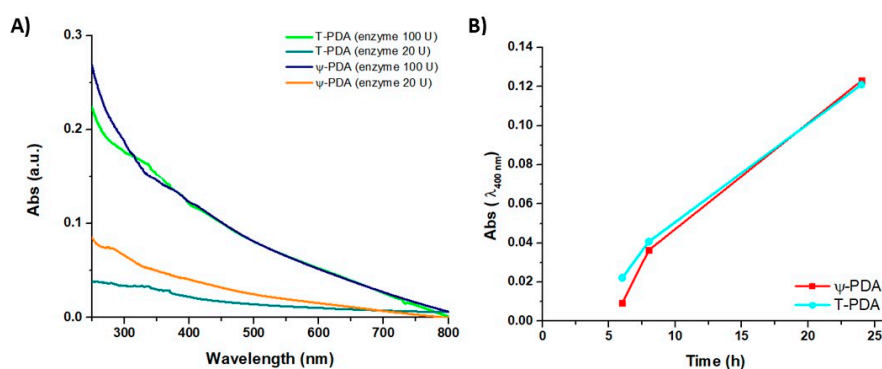 A)
T-PDA (enzyme 100 U)
T-PDA (enzyme 20 U)
ψ-PDA (enzyme 100 U)
ψ-PDA (enzyme 20 U)
0.3
0.2
0.1
0.0
Abs (a.u.)
300 400 500 600 700 800
Wavelength (nm)
B)
0.14
0.12
0.10
0.08
0.06
0.04
0.02
0.00
Abs (λ400 nm)
ψ-PDA
T-PDA
0 5 10 15 20 25
Time (h)